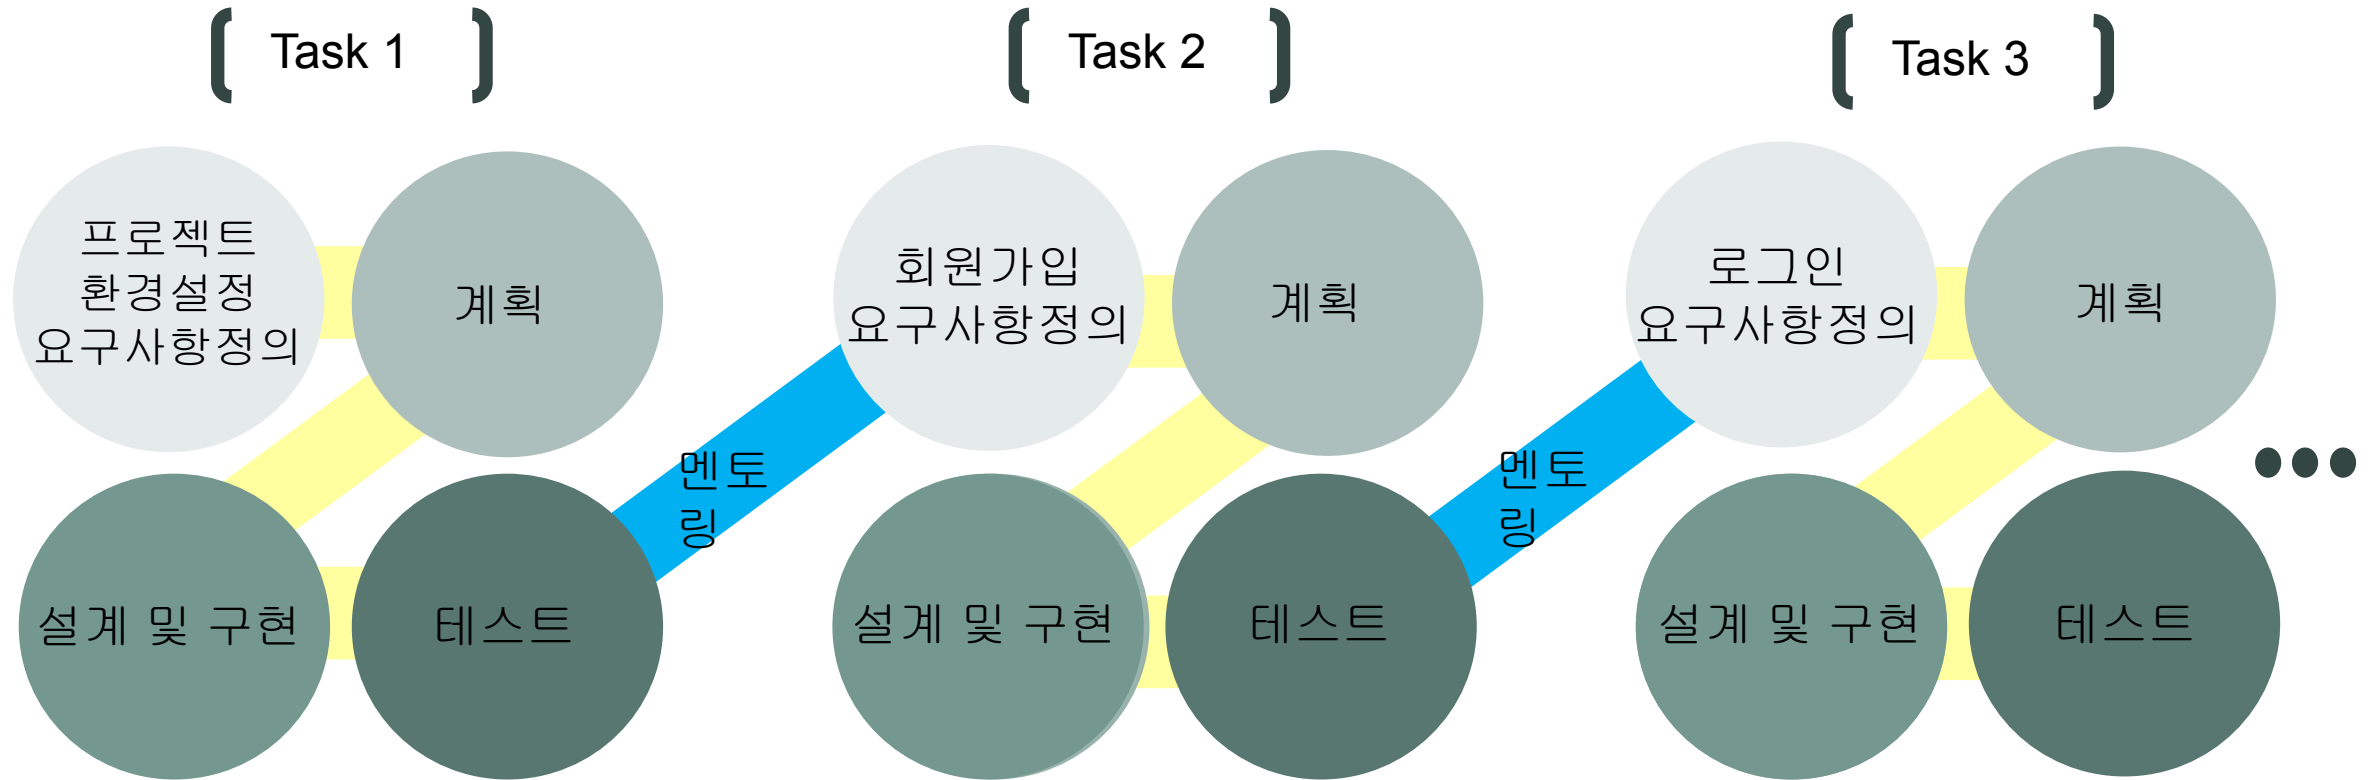 Task 1
Task 2
Task 3
프로젝트
환경설정
요구사항정의
계획
설계 및 구현
테스트
멘토
링
회원가입
요구사항정의
계획
설계 및 구현
테스트
멘토
링
로그인
요구사항정의
계획
설계 및 구현
테스트